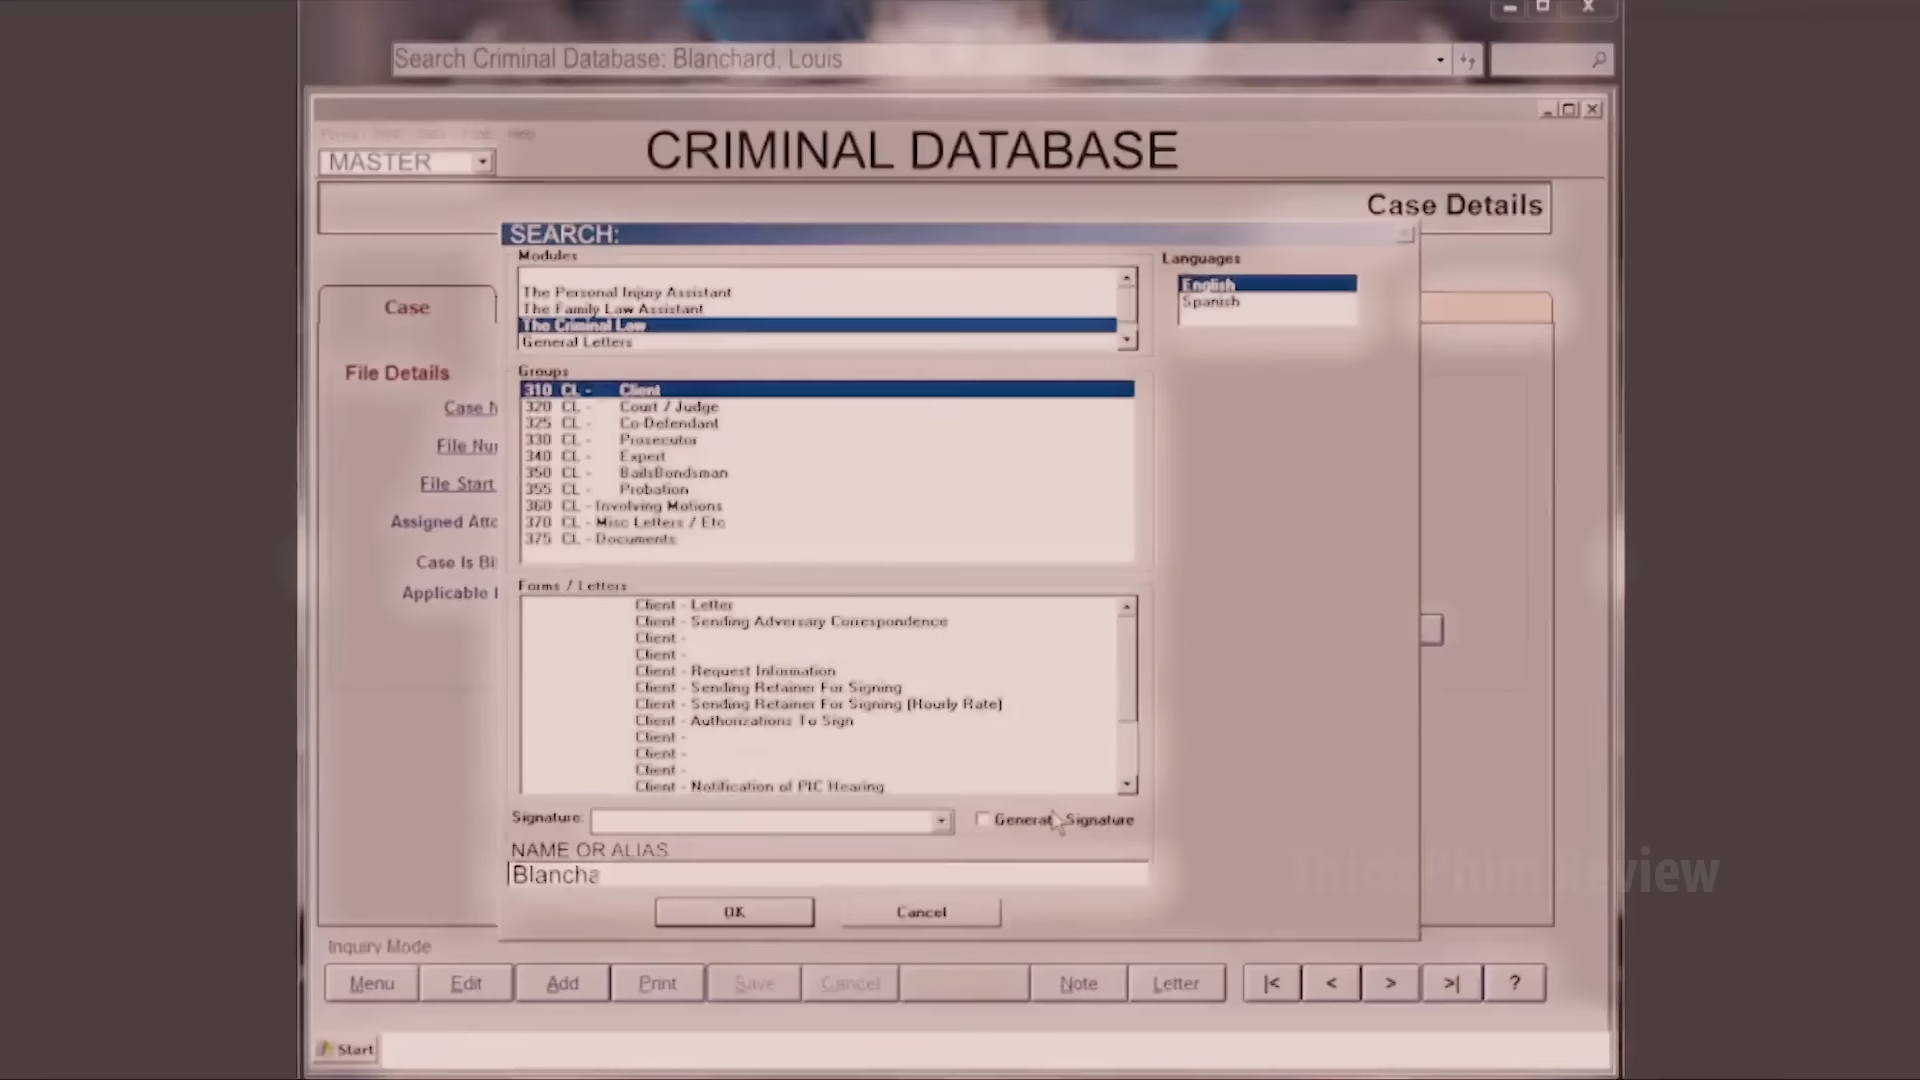 Search Criminal Database: Blanchard, Louis
Help
MASTER
CRIMINAL DATABASE
Case Details
SEARCH:
Modules
The Personal Injury Assistant
The Family Law Assistant
The Criminal Law
General Letters
Languages
English
Spanish
Case
File Details
Case N
File Nu
File Start
Assigned Atto
Case Is Bi
Applicable
Groups
310 CL - Client
320 CL - Court / Judge
325 CL - Co-Defendant
330 CL - Prosecutor
340 CL - Expert
350 CL - BailsBondsman
355 CL - Probation
360 CL - Involving Motions
370 CL - Misc Letters / Etc
375 CL - Documents
Forms / Letters
Client - Letter
Client - Sending Adversary Correspondence
Client -
Client -
Client - Request Information
Client - Sending Retainer For Signing
Client - Sending Retainer For Signing (Hourly Rate)
Client - Authorizations To Sign
Client -
Client -
Client -
Client - Notification of PIC Hearing
Signature:
Generate Signature
NAME OR ALIAS
Blancha
OK
Cancel
Thích Phim Review
Inquiry Mode
Menu
Edit
Add
Print
Save
Cancel
Note
Letter
|<
<
>
>|
?
Start